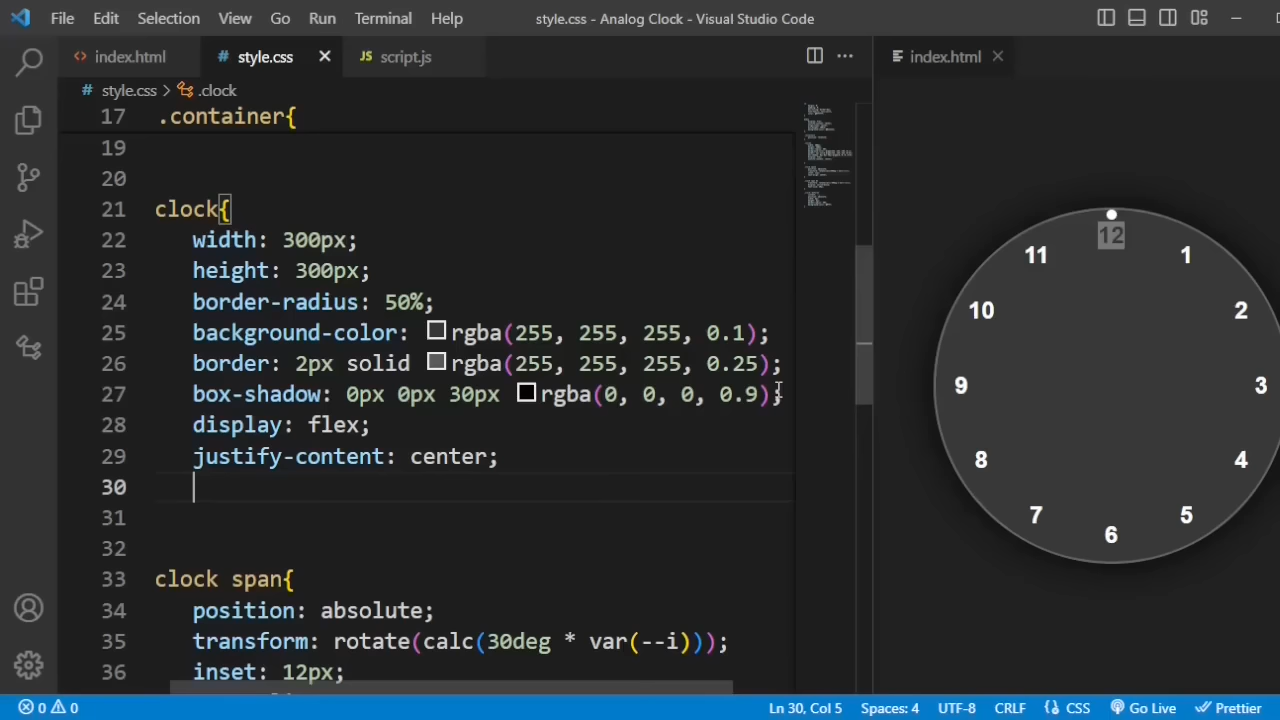 File Edit Selection View Go Run Terminal Help style.css - Analog Clock - Visual Studio Code
index.html # style.css JS script.js index.html
# style.css > .clock
17 .container{
19
20
21 clock{
22 width: 300px;
23 height: 300px;
24 border-radius: 50%;
25 background-color: rgba(255, 255, 255, 0.1);
26 border: 2px solid rgba(255, 255, 255, 0.25);
27 box-shadow: 0px 0px 30px rgba(0, 0, 0, 0.9);
28 display: flex;
29 justify-content: center;
30
31
32
33 clock span{
34 position: absolute;
35 transform: rotate(calc(30deg * var(--i)));
36 inset: 12px;
12
11 1
10 2
9 3
8 4
7 5
6
0 0 Ln 30, Col 5 Spaces: 4 UTF-8 CRLF CSS Go Live Prettier